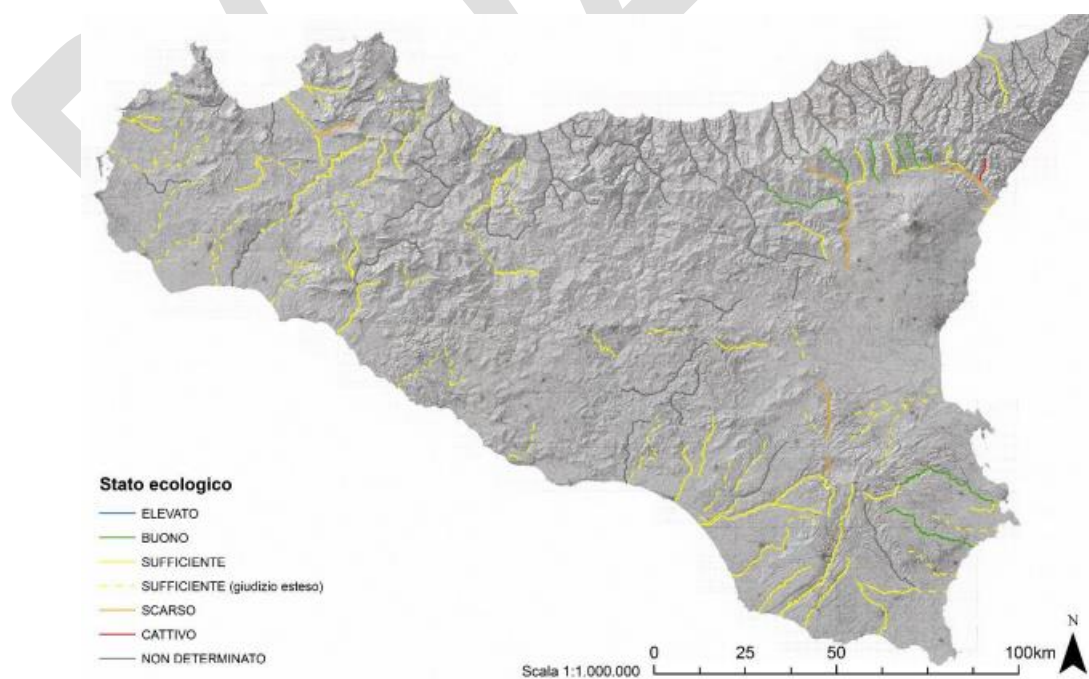 Stato ecologico
ELEVATO
BUONO
SUFFICIENTE
SUFFICIENTE (giudizio esteso)
SCARSO
CATTIVO
NON DETERMINATO
N
0 25 50 100km
Scala 1:1.000.000